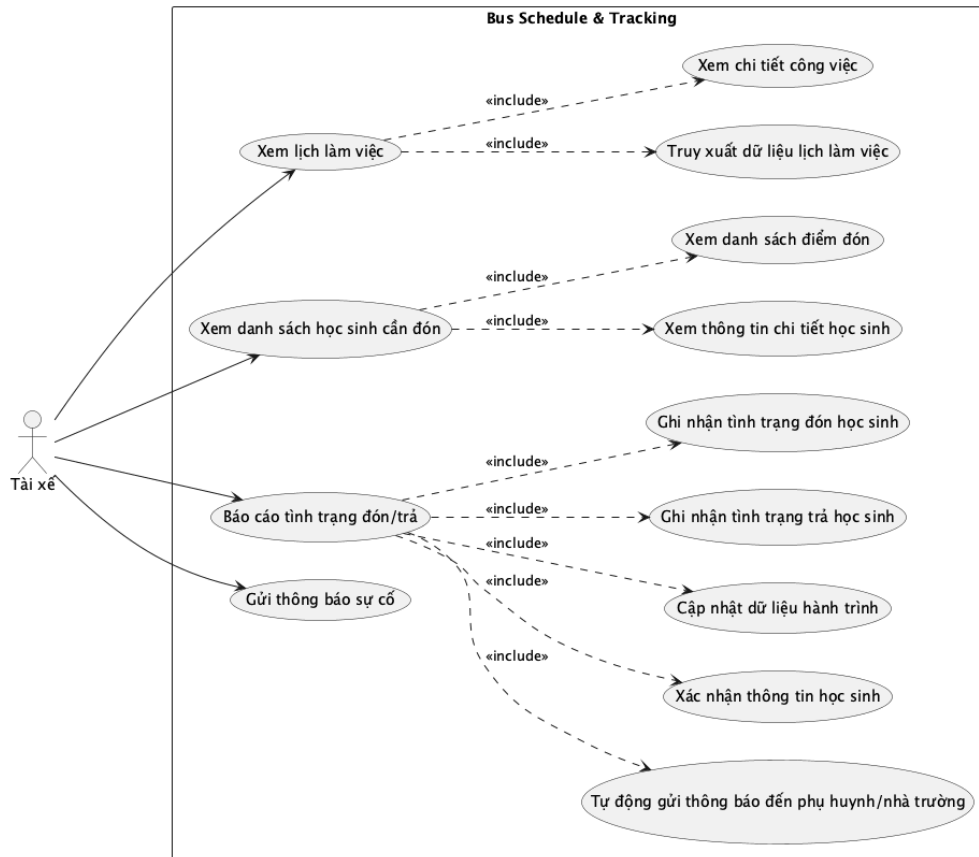 Bus Schedule & Tracking
Xem chi tiết công việc
«include»
Xem lịch làm việc
«include»
Truy xuất dữ liệu lịch làm việc
Xem danh sách điểm đón
«include»
Xem danh sách học sinh cần đón
«include»
Xem thông tin chi tiết học sinh
Ghi nhận tình trạng đón học sinh
«include»
Tài xế
Báo cáo tình trạng đón/trả
«include»
Ghi nhận tình trạng trả học sinh
«include»
Gửi thông báo sự cố
«include»
Cập nhật dữ liệu hành trình
«include»
Xác nhận thông tin học sinh
Tự động gửi thông báo đến phụ huynh/nhà trường